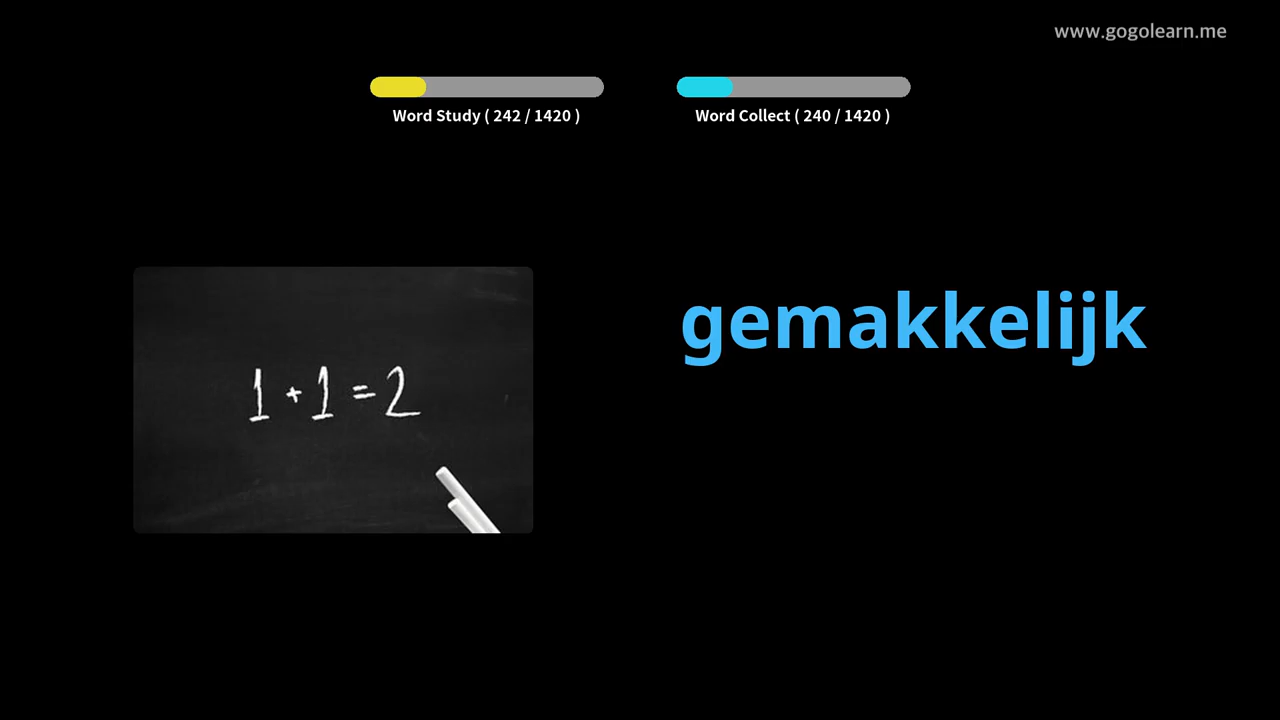 www.gogolearn.me
Word Study ( 242 / 1420 )
Word Collect ( 240 / 1420 )
gemakkelijk
1 + 1 = 2